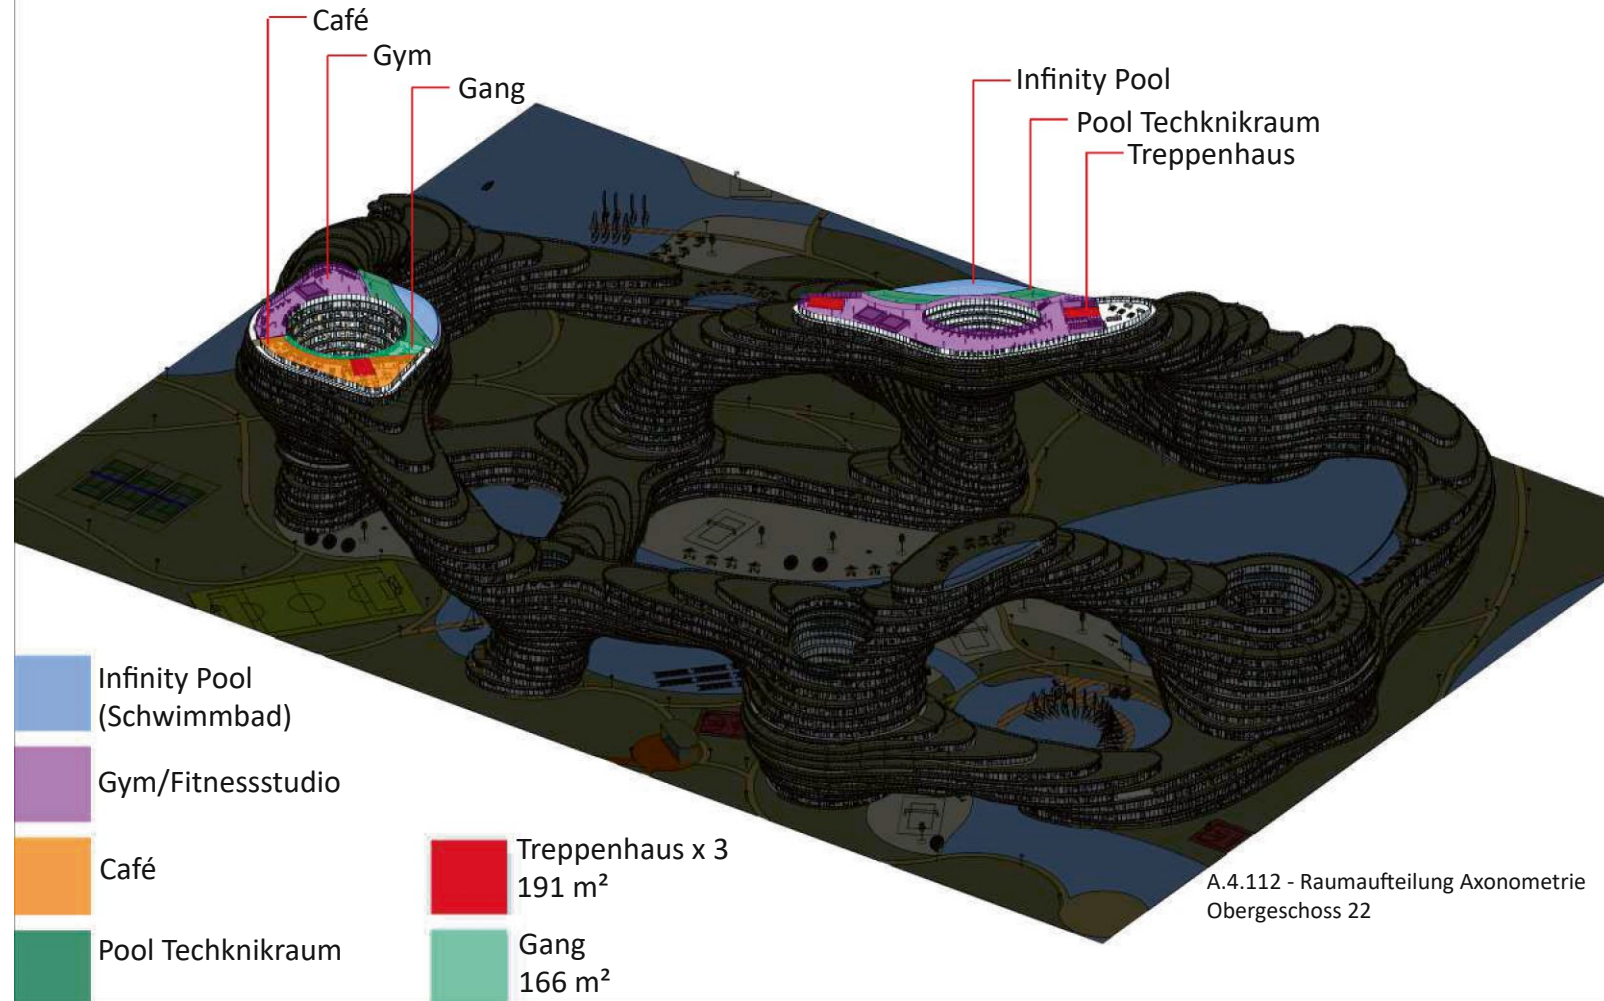 Café
Gym
Gang
Infinity Pool
Pool Techknikraum
Treppenhaus
Infinity Pool
(Schwimmbad)
Gym/Fitnessstudio
Café
Pool Techknikraum
Treppenhaus x 3
191 m²
Gang
166 m²
A.4.112 - Raumaufteilung Axonometrie
Obergeschoss 22